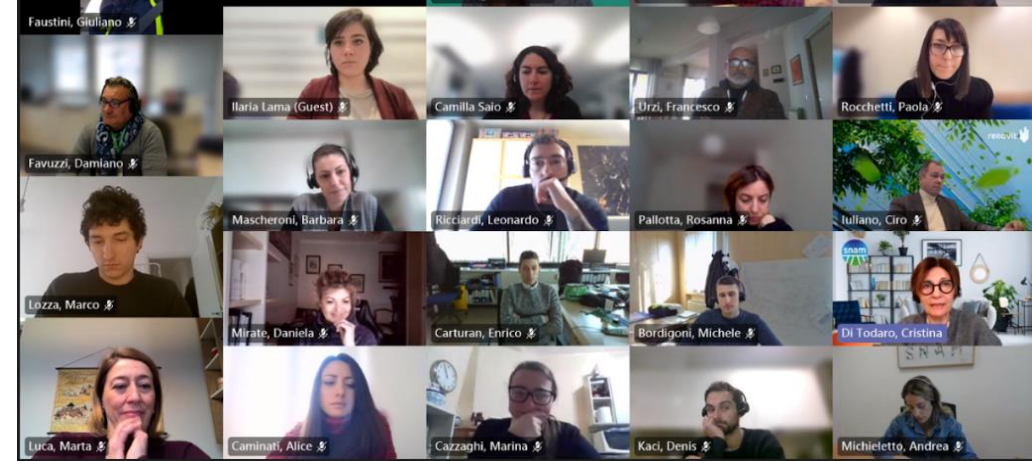 Faustini, Giuliano
Ilaria Lama (Guest)
Camilla Saio
Urzi, Francesco
Rocchetti, Paola
Favuzzi, Damiano
renovit
Mascheroni, Barbara
Ricciardi, Leonardo
Pallotta, Rosanna
Iuliano, Ciro
snam
Lozza, Marco
Mirate, Daniela
Carturan, Enrico
Bordigoni, Michele
Di Todaro, Cristina
SNAM
Luca, Marta
Caminati, Alice
Cazzaghi, Marina
Kaci, Denis
Michieletto, Andrea